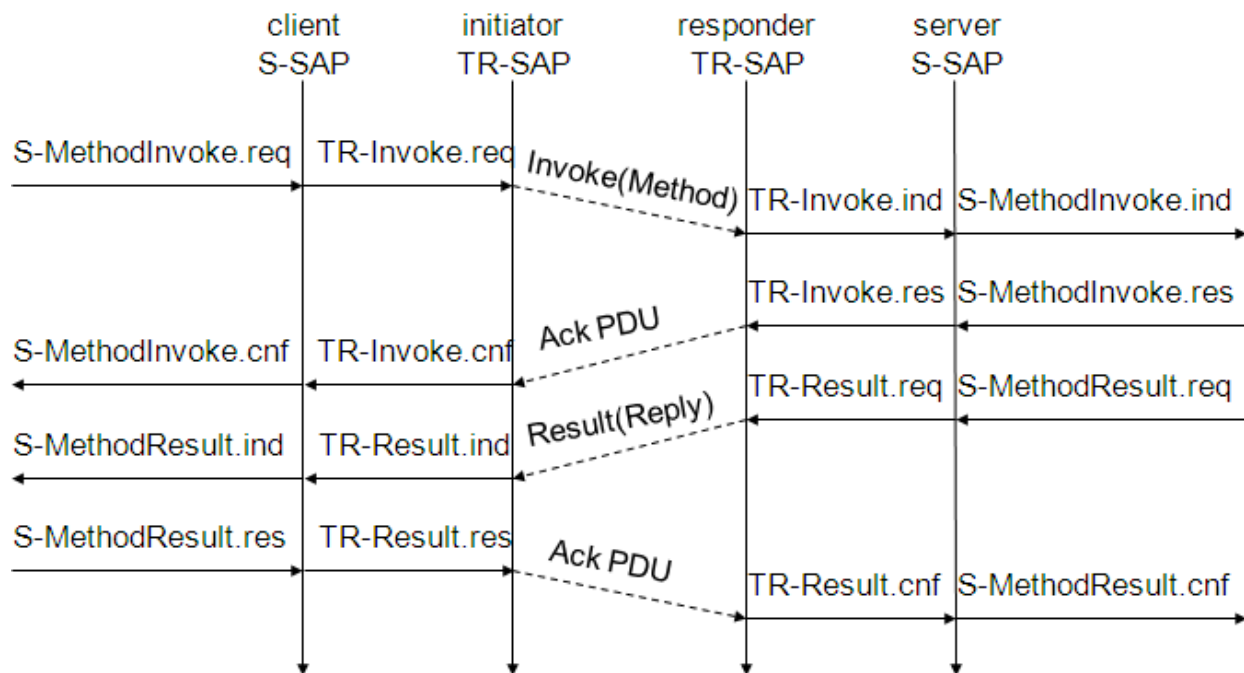 client initiator responder server
S-SAP TR-SAP TR-SAP S-SAP
S-MethodInvoke.req TR-Invoke.req Invoke(Method)
TR-Invoke.ind S-MethodInvoke.ind
TR-Invoke.res S-MethodInvoke.res
Ack PDU
S-MethodInvoke.cnf TR-Invoke.cnf
TR-Result.req S-MethodResult.req
Result(Reply)
S-MethodResult.ind TR-Result.ind
S-MethodResult.res TR-Result.res
Ack PDU
TR-Result.cnf S-MethodResult.cnf